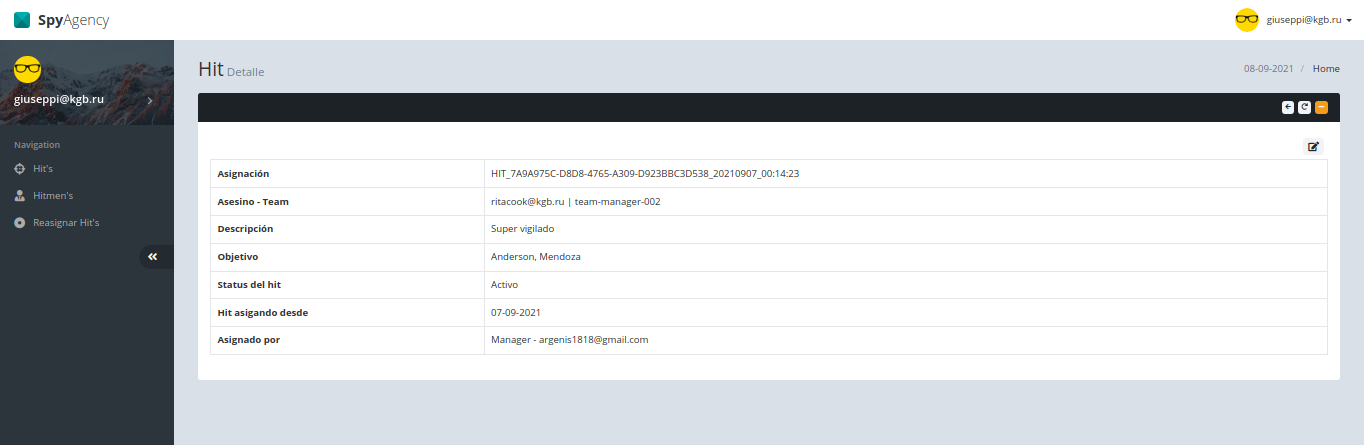 SpyAgency
giuseppi@kgb.ru
giuseppi@kgb.ru
Navigation
Hit's
Hitmen's
Reasignar Hit's
Hit Detalle
08-09-2021 / Home
Asignación HIT_7A9A975C-D8D8-4765-A309-D923BBC3D538_20210907_00:14:23
Asesino - Team ritacook@kgb.ru | team-manager-002
Descripción Super vigilado
Objetivo Anderson, Mendoza
Status del hit Activo
Hit asigando desde 07-09-2021
Asignado por Manager - argenis1818@gmail.com